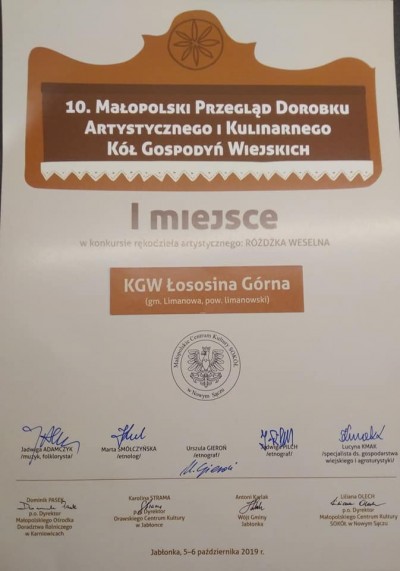 10. Małopolski Przegląd Dorobku
Artystycznego i Kulinarnego
Kół Gospodyń Wiejskich
I miejsce
w konkursie rękodzieła artystycznego: RÓŻDŻKA WESELNA
KGW Łososina Górna
(gm. Limanowa, pow. limanowski)
Małopolskie Centrum Kultury SOKÓŁ
w Nowym Sączu
Jadwiga ADAMCZYK
/muzyk, folklorysta/
Marta SMÓLCZYŃSKA
/etnolog/
Urszula GIEROŃ
/etnograf/
Jadwiga PILCH
/etnograf/
Lucyna KMAK
/specjalista ds. gospodarstwa
wiejskiego i agroturystyki/
Dominik PASEK
p.o. Dyrektor
Małopolskiego Ośrodka
Doradztwa Rolniczego
w Karniowicach
Karolina STRAMA
p.o. Dyrektor
Orawskiego Centrum Kultury
w Jabłonce
Antoni Karlak
Wójt Gminy
Jabłonka
Liliana OLECH
p.o. Dyrektor
Małopolskiego Centrum Kultury
SOKÓŁ w Nowym Sączu
Jabłonka, 5-6 października 2019 r.